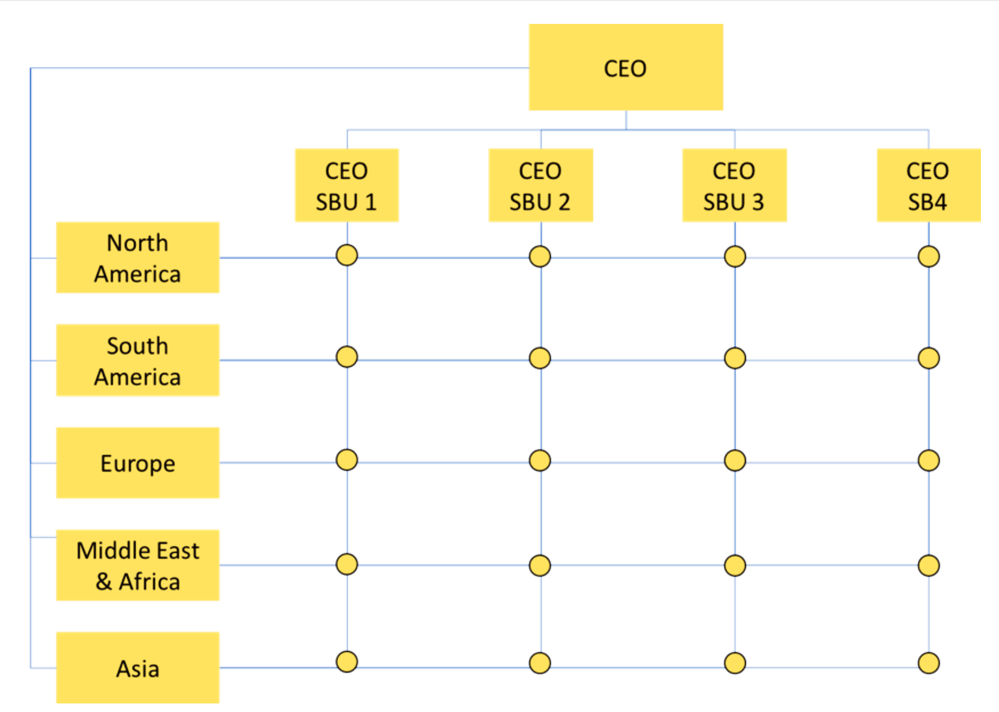 CEO
CEO
SBU 1
CEO
SBU 2
CEO
SBU 3
CEO
SB4
North
America
South
America
Europe
Middle East
& Africa
Asia